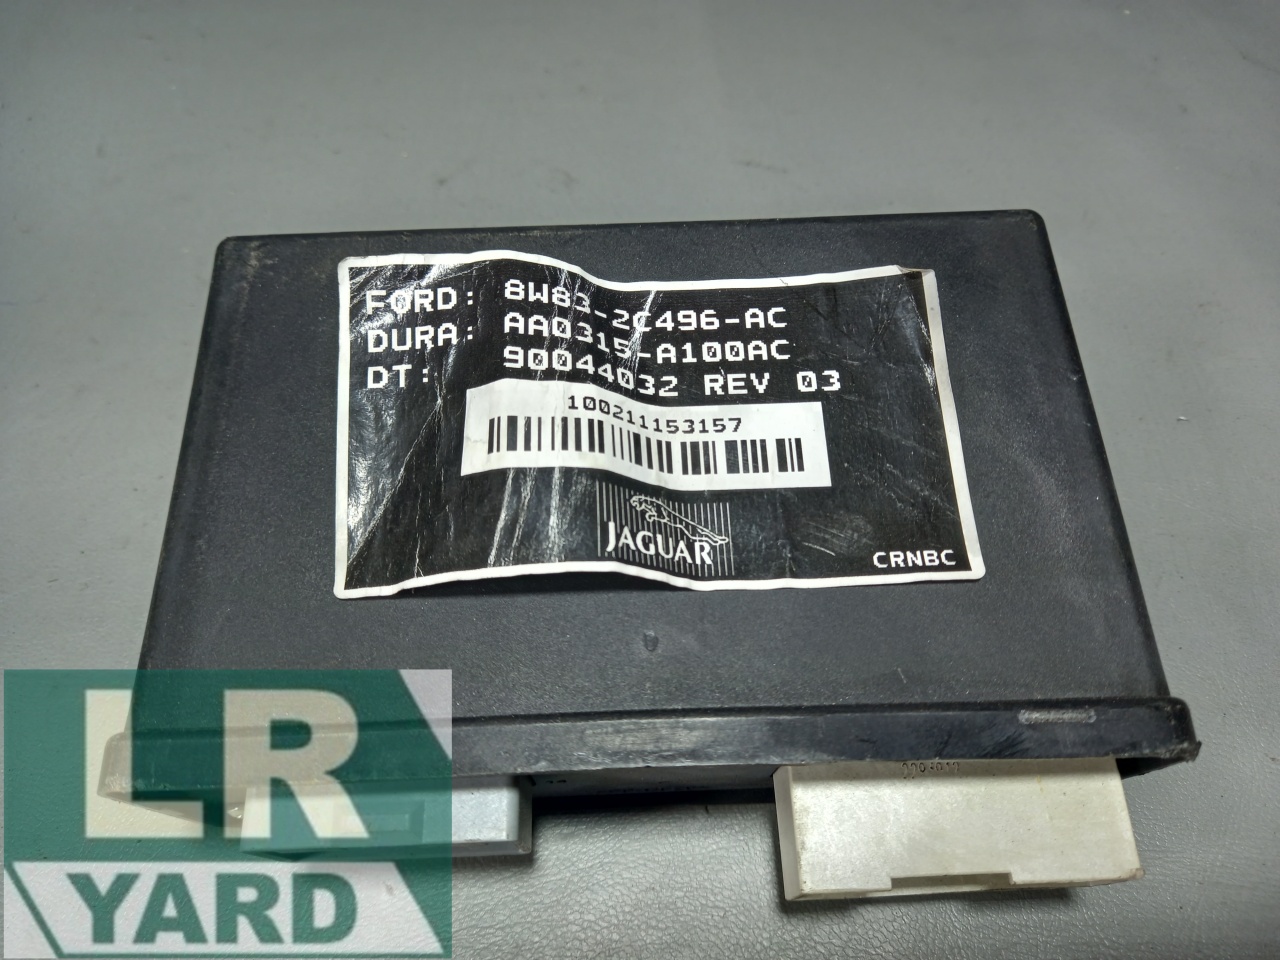 FORD: 8W83-2C496-AC
DURA: AA0315-A100AC
DT: 90044032 REV 03
100211153157
JAGUAR
CRNBC
LR
YARD